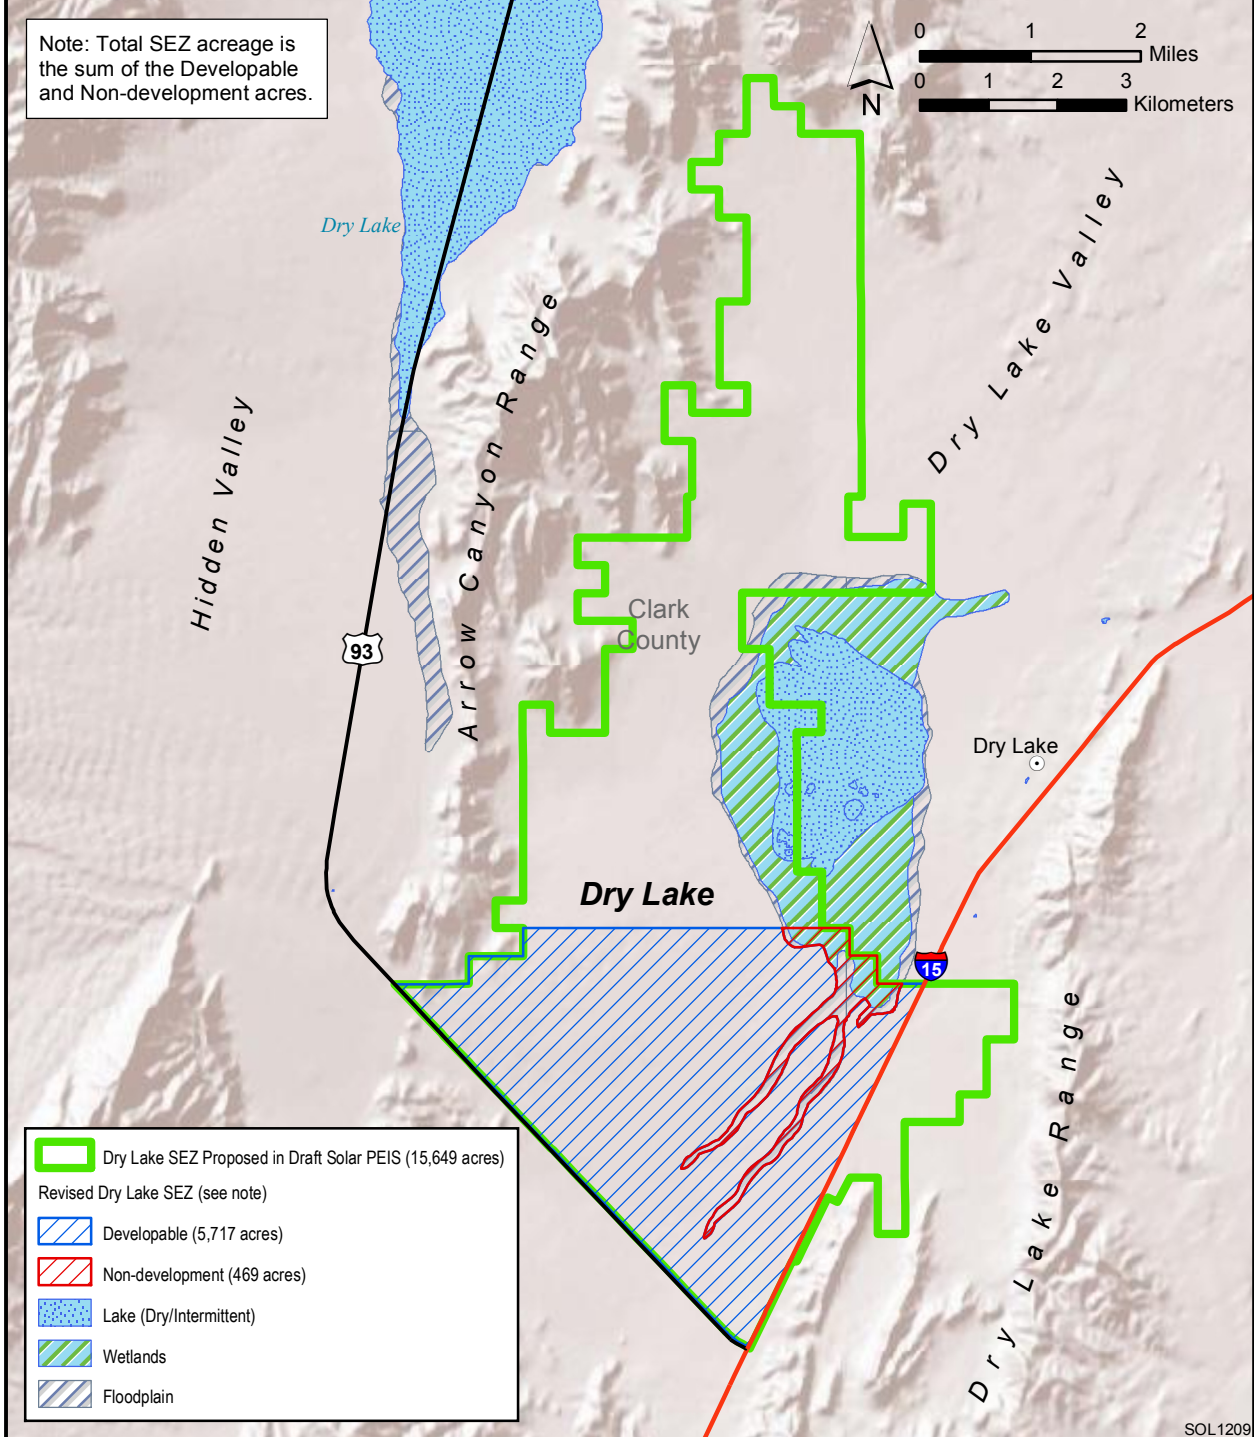 Note: Total SEZ acreage is
the sum of the Developable
and Non-development acres.
0 1 2
Miles
0 1 2 3
Kilometers
N
Dry Lake
Dry Lake Valley
Arrow Canyon Range
Hidden Valley
Clark
County
93
Dry Lake
Dry Lake
15
Dry Lake Range
Dry Lake SEZ Proposed in Draft Solar PEIS (15,649 acres)
Revised Dry Lake SEZ (see note)
Developable (5,717 acres)
Non-development (469 acres)
Lake (Dry/Intermittent)
Wetlands
Floodplain
SOL1209